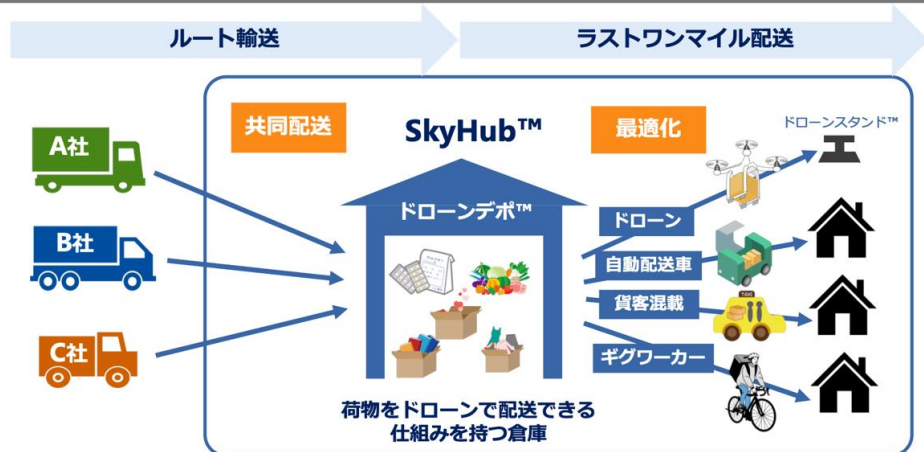 ルート輸送
ラストワンマイル配送
共同配送
SkyHub™
最適化
ドローンスタンド™
A社
B社
C社
ドローンデポ™
ドローン
自動配送車
貨客混載
ギグワーカー
TAXI
荷物をドローンで配送できる
仕組みを持つ倉庫